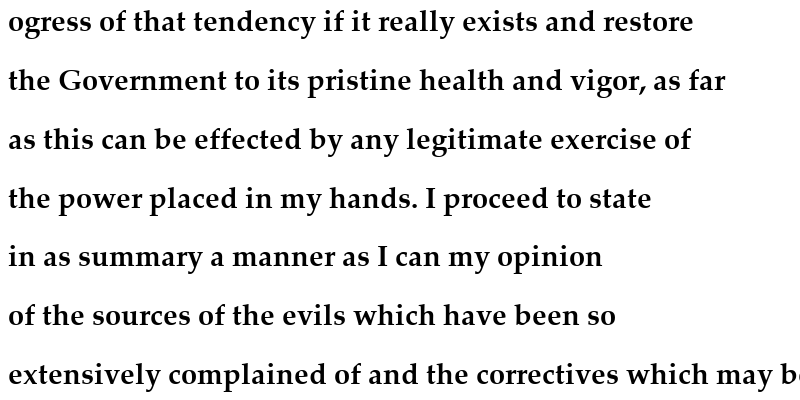 ogress of that tendency if it really exists and restore
the Government to its pristine health and vigor, as far
as this can be effected by any legitimate exercise of
the power placed in my hands. I proceed to state
in as summary a manner as I can my opinion
of the sources of the evils which have been so
extensively complained of and the correctives which may